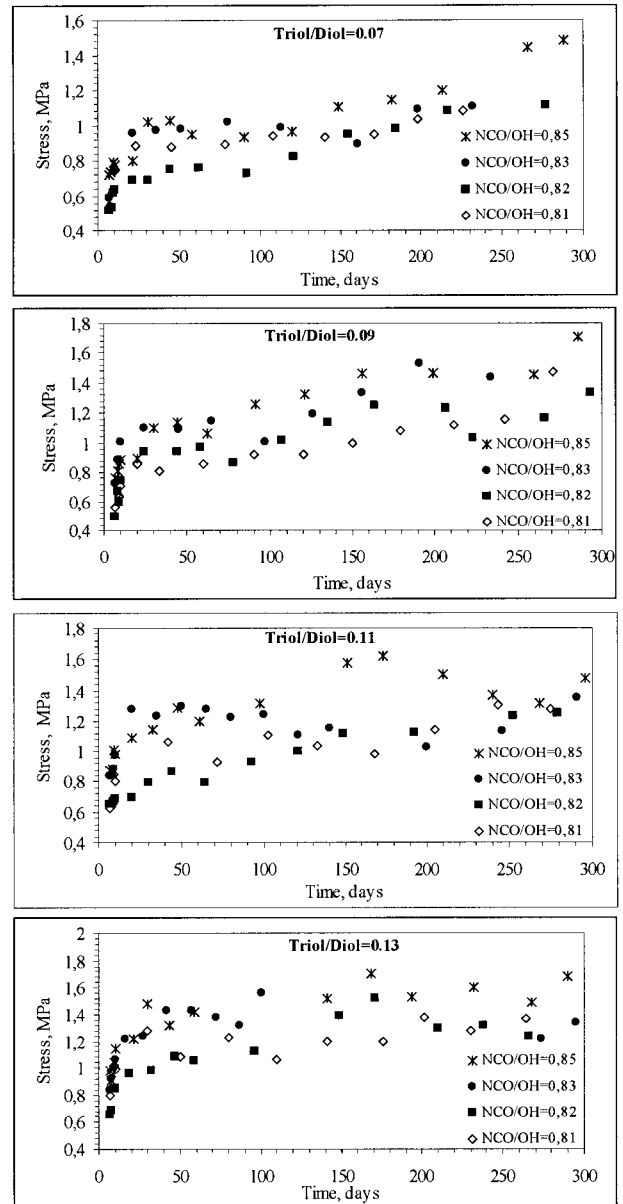 Triol/Diol=0.07
1,6
1,4
1,2
1
0,8
0,6
0,4
Stress, MPa
NCO/OH=0,85
NCO/OH=0,83
NCO/OH=0,82
NCO/OH=0,81
0 50 100 150 200 250 300
Time, days
Triol/Diol=0.09
1,8
1,6
1,4
1,2
1
0,8
0,6
0,4
Stress, MPa
NCO/OH=0,85
NCO/OH=0,83
NCO/OH=0,82
NCO/OH=0,81
0 50 100 150 200 250 300
Time, days
Triol/Diol=0.11
1,8
1,6
1,4
1,2
1
0,8
0,6
0,4
Stress, MPa
NCO/OH=0,85
NCO/OH=0,83
NCO/OH=0,82
NCO/OH=0,81
0 50 100 150 200 250 300
Time, days
Triol/Diol=0.13
2
1,8
1,6
1,4
1,2
1
0,8
0,6
0,4
Stress, MPa
NCO/OH=0,85
NCO/OH=0,83
NCO/OH=0,82
NCO/OH=0,81
0 50 100 150 200 250 300
Time, days